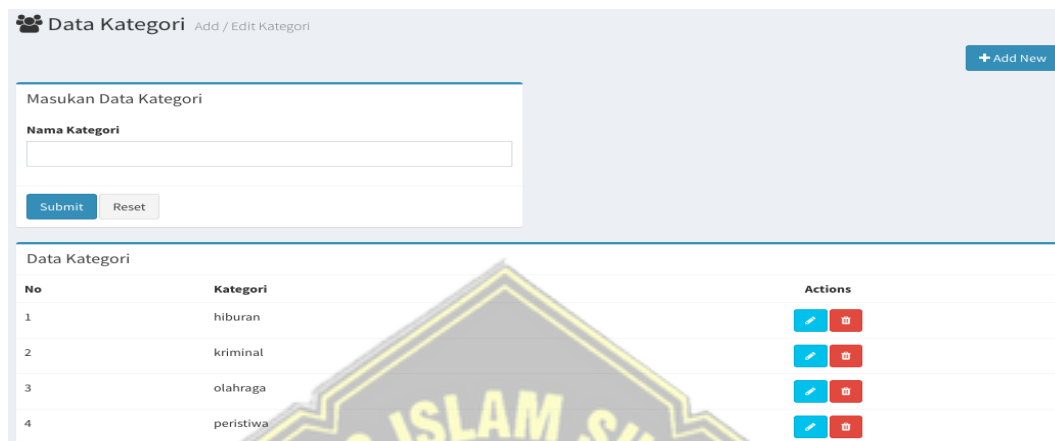 Data Kategori Add / Edit Kategori
+ Add New
Masukan Data Kategori
Nama Kategori
Submit Reset
Data Kategori
No Kategori Actions
1 hiburan
2 kriminal
3 olahraga
4 peristiwa
ISLAM